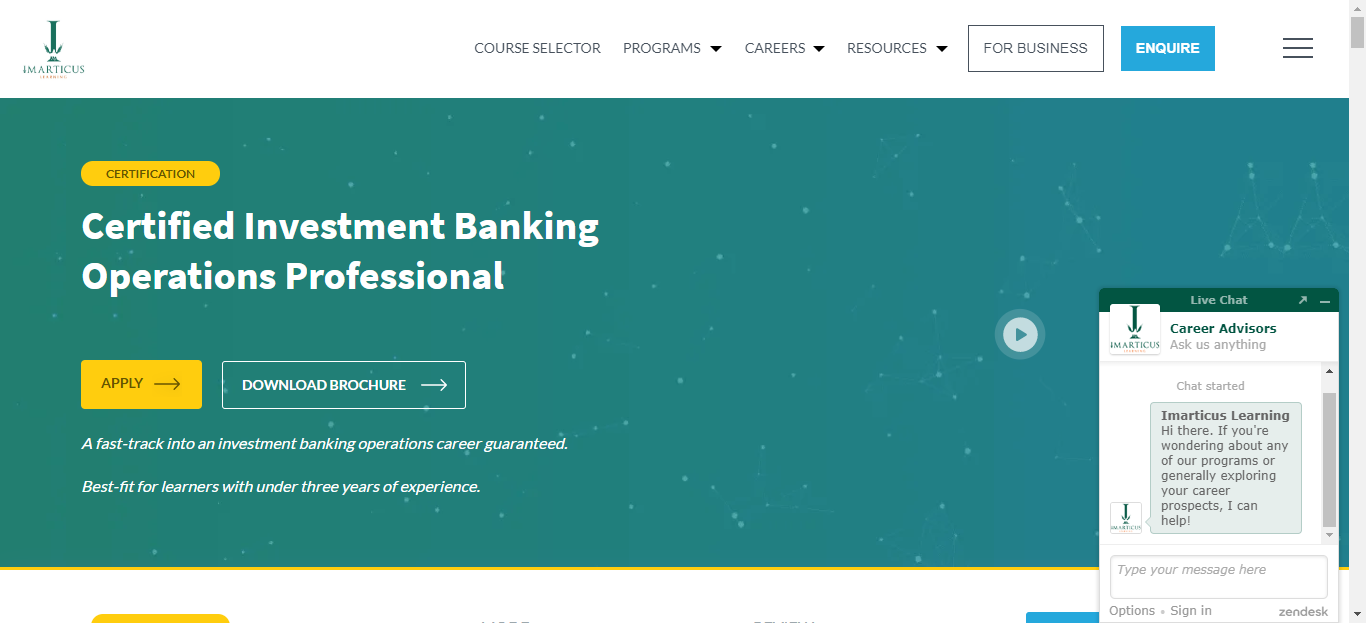 IMARTICUS
LEARNING
COURSE SELECTOR
PROGRAMS
CAREERS
RESOURCES
FOR BUSINESS
ENQUIRE
CERTIFICATION
Certified Investment Banking
Operations Professional
APPLY
DOWNLOAD BROCHURE
A fast-track into an investment banking operations career guaranteed.
Best-fit for learners with under three years of experience.
Live Chat
IMARTICUS
Career Advisors
Ask us anything
Chat started
Imarticus Learning
Hi there. If you're
wondering about any
of our programs or
generally exploring
your career
prospects, I can
help!
IMARTICUS
Type your message here
Options • Sign in
zendesk